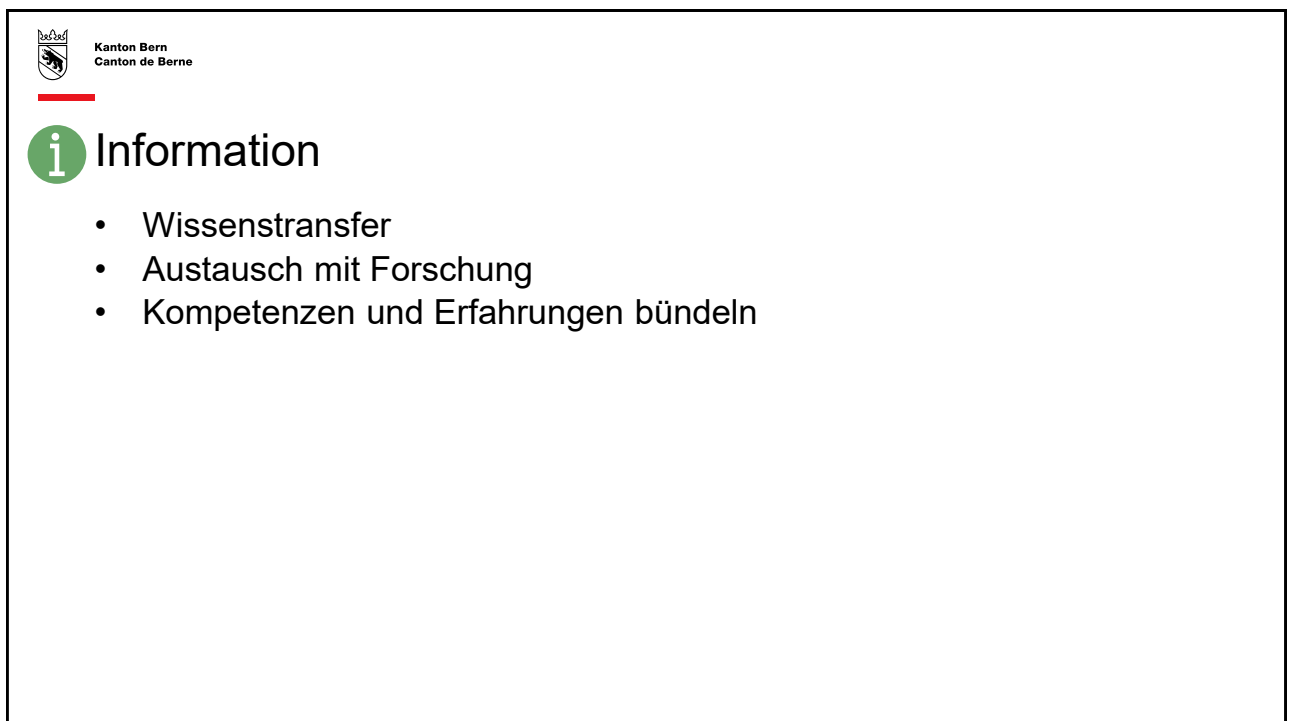 Kanton Bern
Canton de Berne
Information
• Wissenstransfer
• Austausch mit Forschung
• Kompetenzen und Erfahrungen bündeln